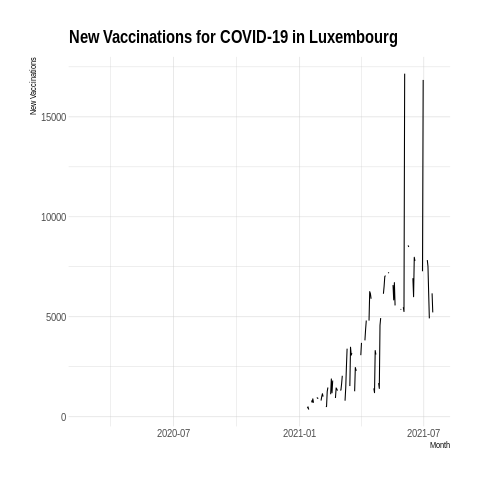 New Vaccinations for COVID-19 in Luxembourg
New Vaccinations
15000
10000
5000
0
2020-07
2021-01
2021-07
Month